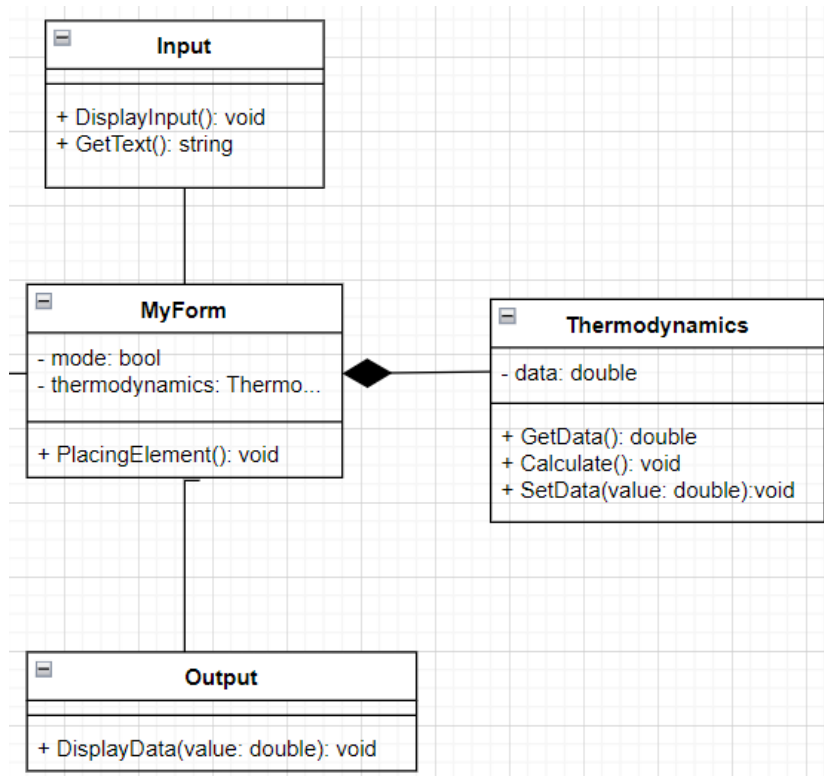 Input
+ DisplayInput(): void
+ GetText(): string
MyForm
- mode: bool
- thermodynamics: Thermo...
+ PlacingElement(): void
Thermodynamics
- data: double
+ GetData(): double
+ Calculate(): void
+ SetData(value: double):void
Output
+ DisplayData(value: double): void